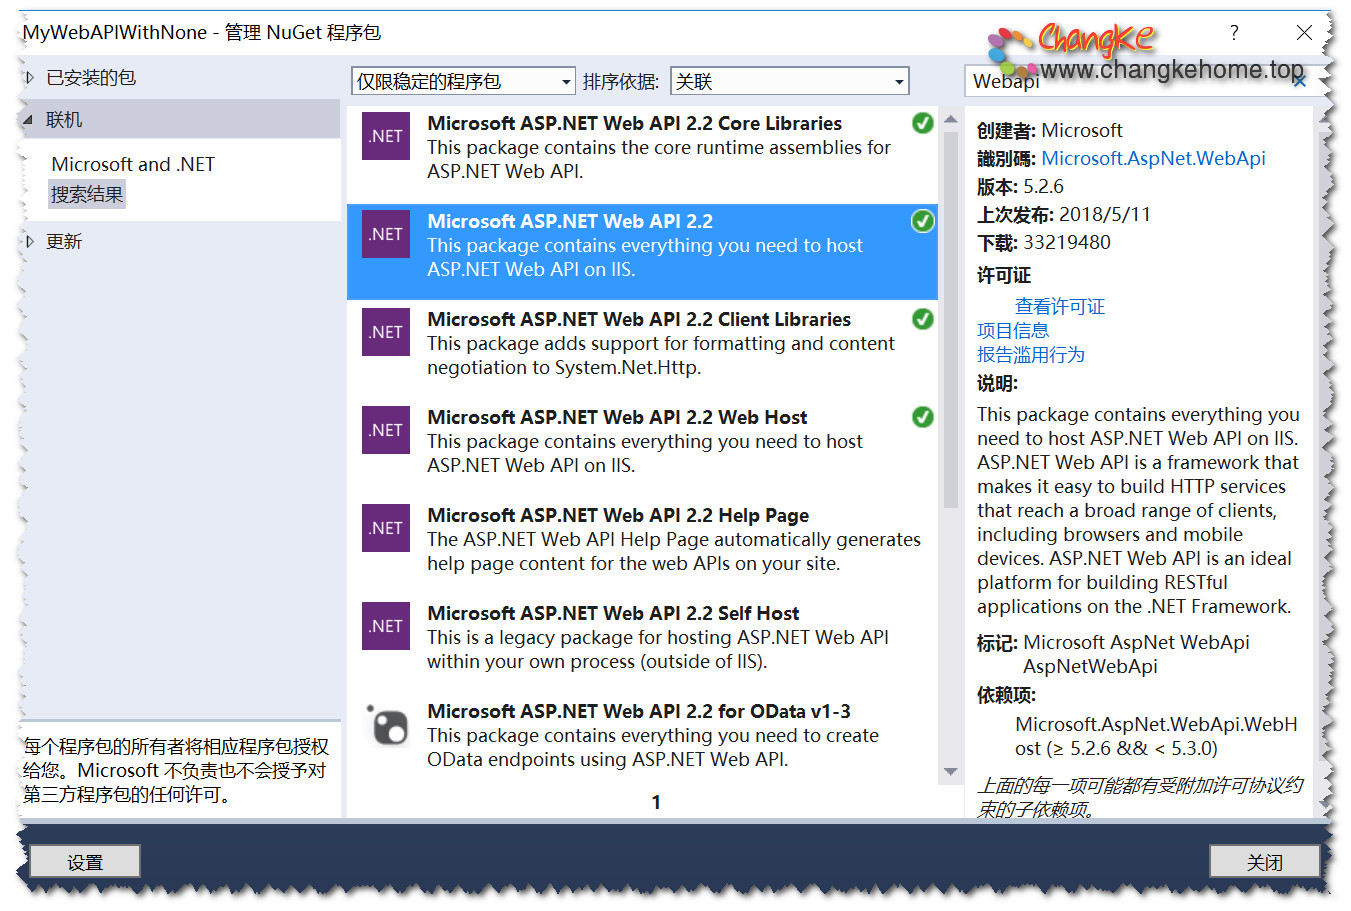 MyWebAPIWithNone - 管理 NuGet 程序包
?
ChangKe
www.changkehome.top
已安装的包
联机
Microsoft and .NET
搜索结果
更新
每个程序包的所有者将相应程序包授权
给您。Microsoft 不负责也不会授予对
第三方程序包的任何许可。
仅限稳定的程序包
排序依据:
关联
Webapi
.NET
Microsoft ASP.NET Web API 2.2 Core Libraries
This package contains the core runtime assemblies for
ASP.NET Web API.
.NET
Microsoft ASP.NET Web API 2.2
This package contains everything you need to host
ASP.NET Web API on IIS.
.NET
Microsoft ASP.NET Web API 2.2 Client Libraries
This package adds support for formatting and content
negotiation to System.Net.Http.
.NET
Microsoft ASP.NET Web API 2.2 Web Host
This package contains everything you need to host
ASP.NET Web API on IIS.
.NET
Microsoft ASP.NET Web API 2.2 Help Page
The ASP.NET Web API Help Page automatically generates
help page content for the web APIs on your site.
.NET
Microsoft ASP.NET Web API 2.2 Self Host
This is a legacy package for hosting ASP.NET Web API
within your own process (outside of IIS).
Microsoft ASP.NET Web API 2.2 for OData v1-3
This package contains everything you need to create
OData endpoints using ASP.NET Web API.
1
创建者: Microsoft
識別碼: Microsoft.AspNet.WebApi
版本: 5.2.6
上次发布: 2018/5/11
下载: 33219480
许可证
查看许可证
项目信息
报告滥用行为
说明:
This package contains everything you
need to host ASP.NET Web API on IIS.
ASP.NET Web API is a framework that
makes it easy to build HTTP services
that reach a broad range of clients,
including browsers and mobile
devices. ASP.NET Web API is an ideal
platform for building RESTful
applications on the .NET Framework.
标记: Microsoft AspNet WebApi
AspNetWebApi
依赖项:
Microsoft.AspNet.WebApi.WebH
ost (≥ 5.2.6 && < 5.3.0)
上面的每一项可能都有受附加许可协议约
束的子依赖项。
设置
关闭